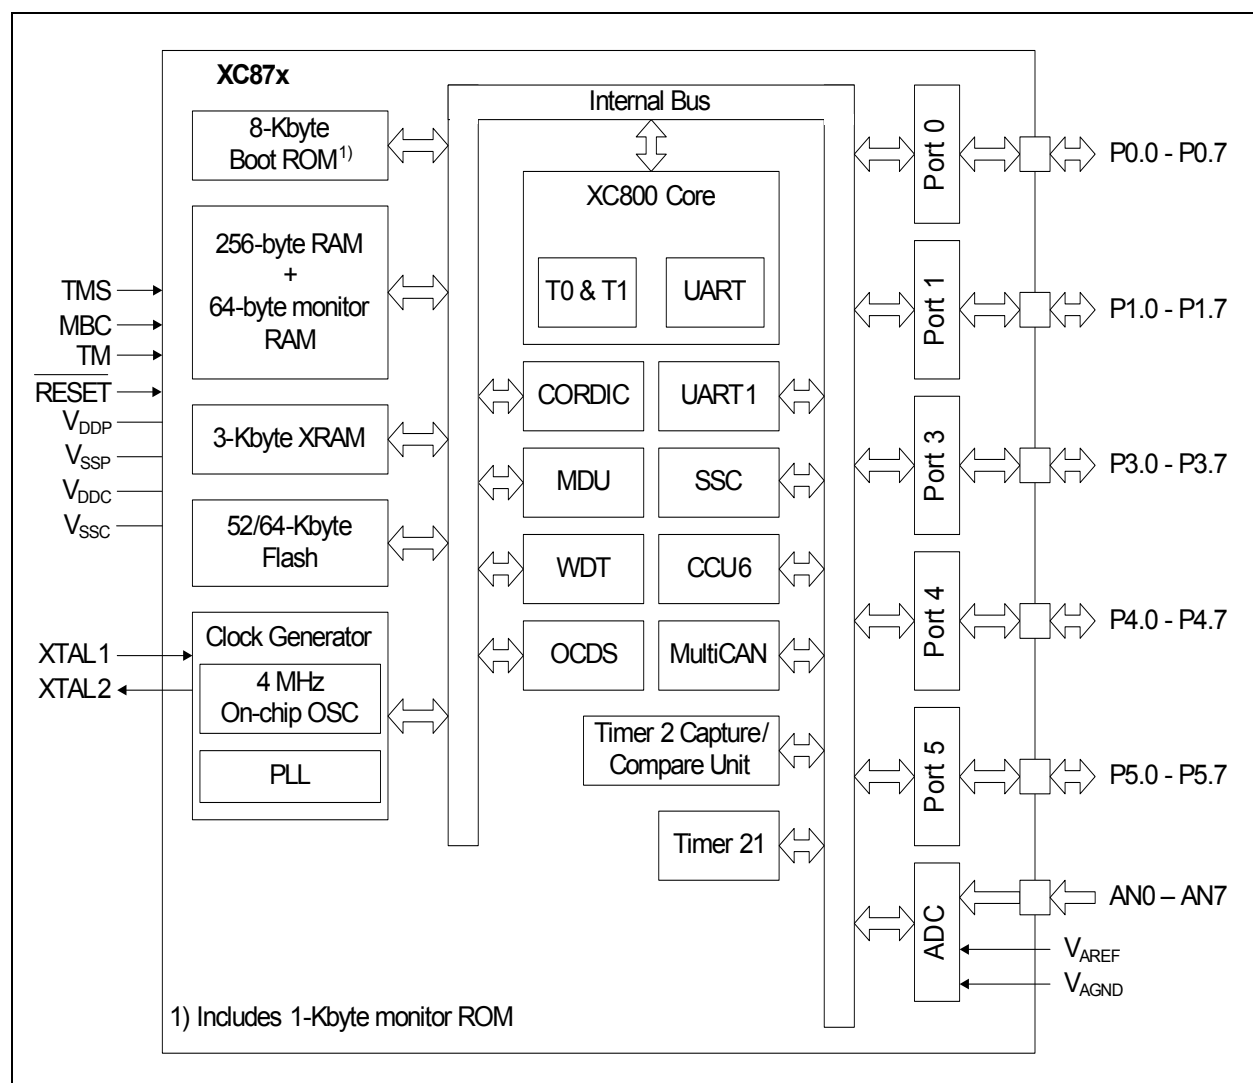 XC87x
Internal Bus
8-Kbyte
Boot ROM1)
256-byte RAM
+
64-byte monitor
RAM
3-Kbyte XRAM
52/64-Kbyte
Flash
Clock Generator
4 MHz
On-chip OSC
PLL
TMS
MBC
TM
RESET
VDDP
VSSP
VDDC
VSSC
XTAL1
XTAL2
XC800 Core
T0 & T1
UART
CORDIC
UART1
MDU
SSC
WDT
CCU6
OCDS
MultiCAN
Timer 2 Capture/
Compare Unit
Timer 21
Port 0
P0.0 - P0.7
Port 1
P1.0 - P1.7
Port 3
P3.0 - P3.7
Port 4
P4.0 - P4.7
Port 5
P5.0 - P5.7
ADC
AN0 – AN7
VAREF
VAGND
1) Includes 1-Kbyte monitor ROM